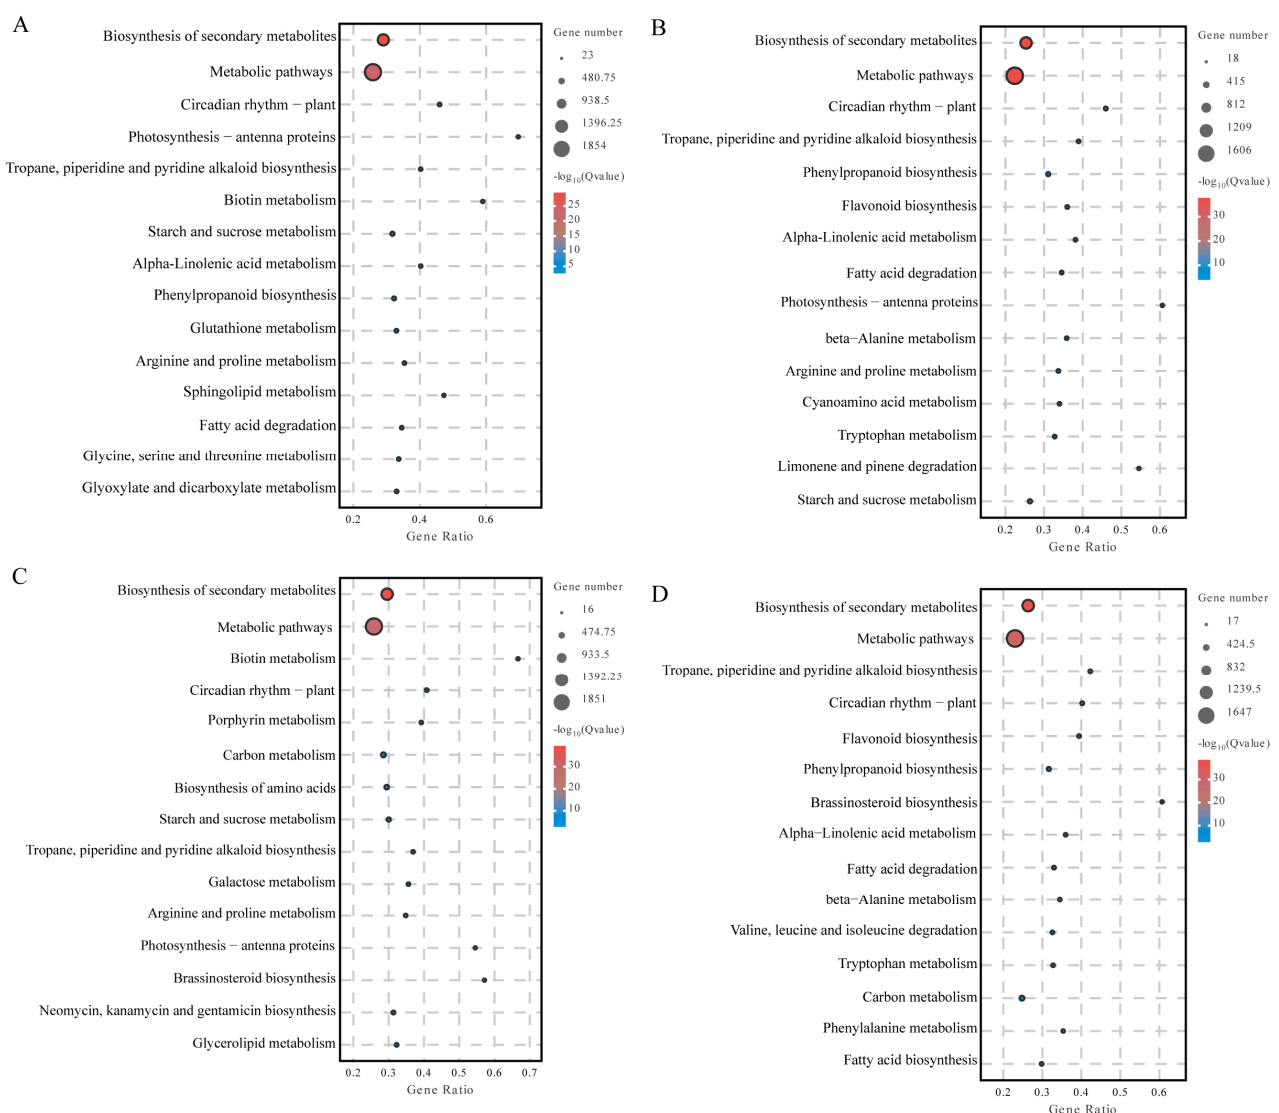 A
Biosynthesis of secondary metabolites
Metabolic pathways
Circadian rhythm − plant
Photosynthesis − antenna proteins
Tropane, piperidine and pyridine alkaloid biosynthesis
Biotin metabolism
Starch and sucrose metabolism
Alpha-Linolenic acid metabolism
Phenylpropanoid biosynthesis
Glutathione metabolism
Arginine and proline metabolism
Sphingolipid metabolism
Fatty acid degradation
Glycine, serine and threonine metabolism
Glyoxylate and dicarboxylate metabolism
0.2 0.4 0.6
Gene Ratio
Gene number
23
480.75
938.5
1396.25
1854
-log10(Qvalue)
25
20
15
10
5
B
Biosynthesis of secondary metabolites
Metabolic pathways
Circadian rhythm − plant
Tropane, piperidine and pyridine alkaloid biosynthesis
Phenylpropanoid biosynthesis
Flavonoid biosynthesis
Alpha-Linolenic acid metabolism
Fatty acid degradation
Photosynthesis − antenna proteins
beta−Alanine metabolism
Arginine and proline metabolism
Cyanoamino acid metabolism
Tryptophan metabolism
Limonene and pinene degradation
Starch and sucrose metabolism
0.2 0.3 0.4 0.5 0.6
Gene Ratio
Gene number
18
415
812
1209
1606
-log10(Qvalue)
30
20
10
C
Biosynthesis of secondary metabolites
Metabolic pathways
Biotin metabolism
Circadian rhythm − plant
Porphyrin metabolism
Carbon metabolism
Biosynthesis of amino acids
Starch and sucrose metabolism
Tropane, piperidine and pyridine alkaloid biosynthesis
Galactose metabolism
Arginine and proline metabolism
Photosynthesis − antenna proteins
Brassinosteroid biosynthesis
Neomycin, kanamycin and gentamicin biosynthesis
Glycerolipid metabolism
0.2 0.3 0.4 0.5 0.6 0.7
Gene Ratio
Gene number
16
474.75
933.5
1392.25
1851
-log10(Qvalue)
30
20
10
D
Biosynthesis of secondary metabolites
Metabolic pathways
Tropane, piperidine and pyridine alkaloid biosynthesis
Circadian rhythm − plant
Flavonoid biosynthesis
Phenylpropanoid biosynthesis
Brassinosteroid biosynthesis
Alpha−Linolenic acid metabolism
Fatty acid degradation
beta−Alanine metabolism
Valine, leucine and isoleucine degradation
Tryptophan metabolism
Carbon metabolism
Phenylalanine metabolism
Fatty acid biosynthesis
0.2 0.3 0.4 0.5 0.6
Gene Ratio
Gene number
17
424.5
832
1239.5
1647
-log10(Qvalue)
30
20
10